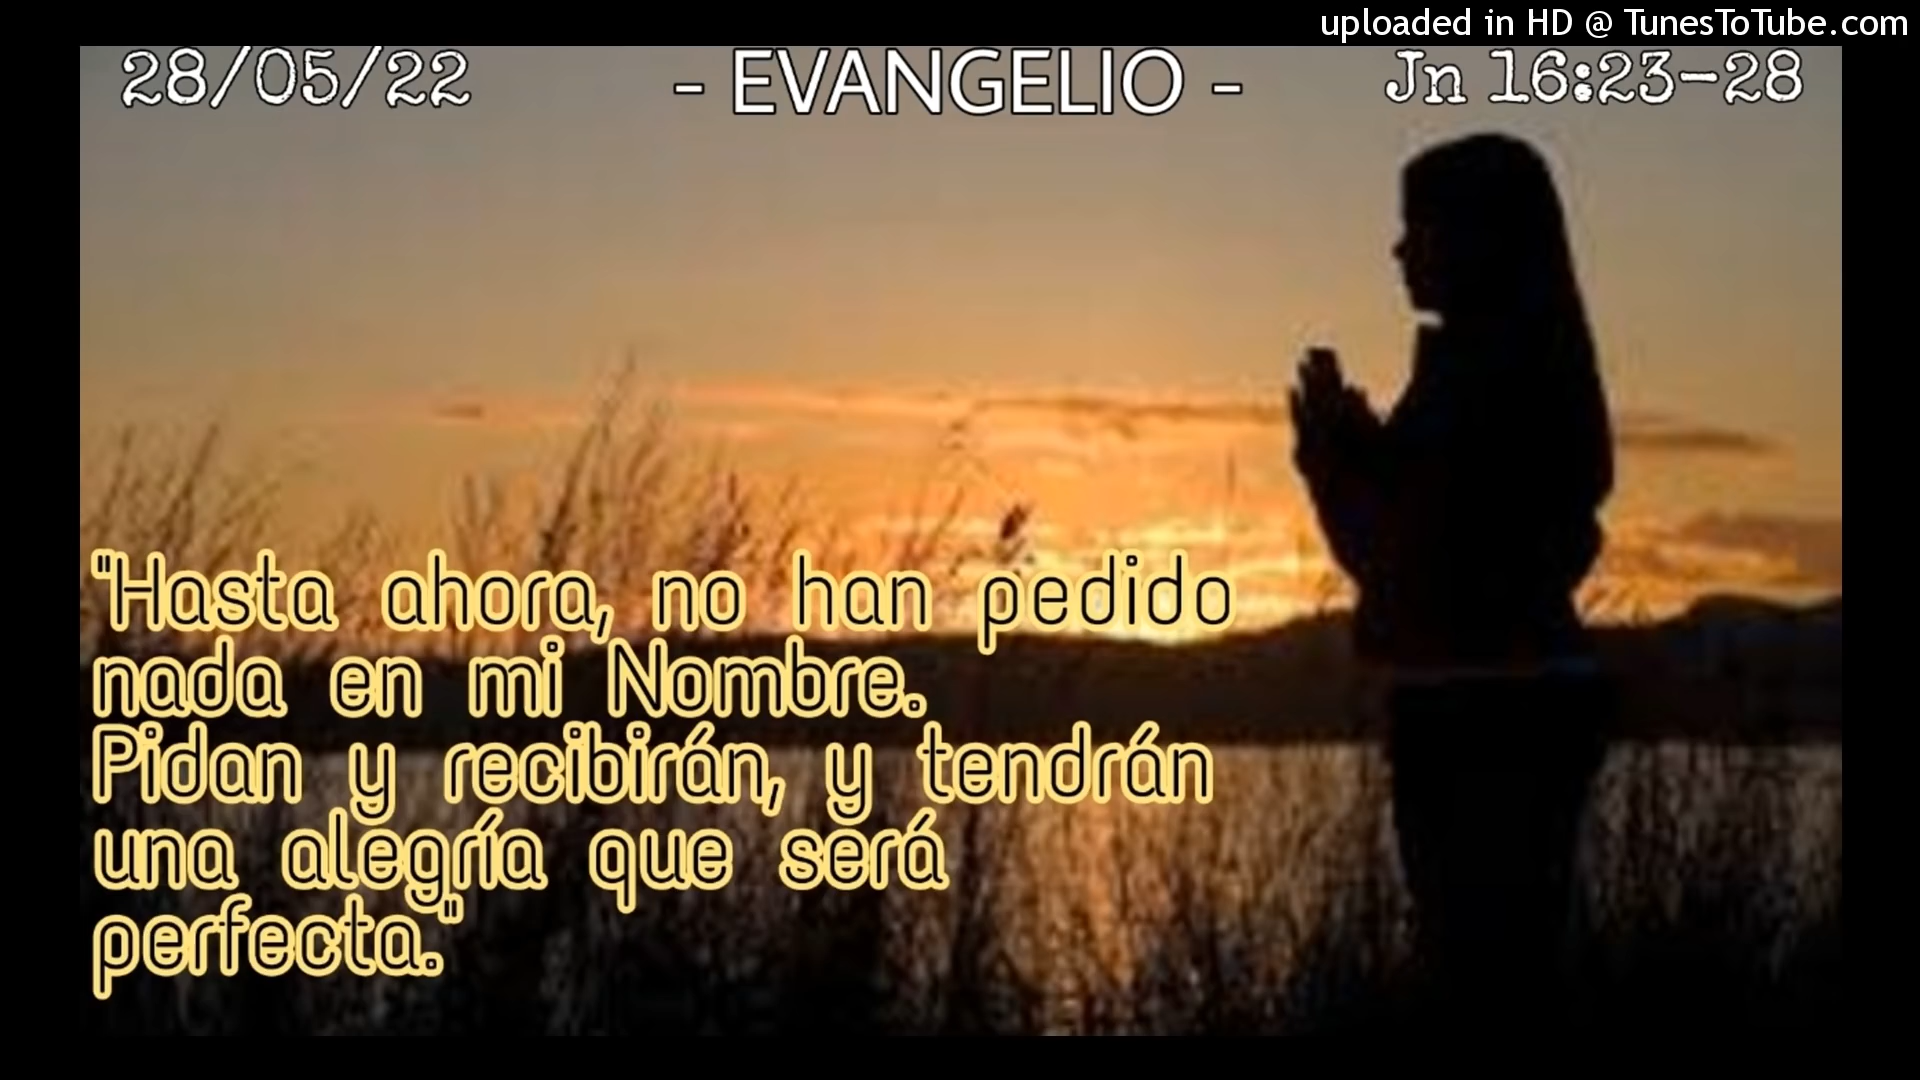 uploaded in HD @ TunesToTube.com
28/05/22 - EVANGELIO - Jn 16:23-28
"Hasta ahora, no han pedido
nada en mi Nombre.
Pidan y recibirán, y tendrán
una alegría que será
perfecta."